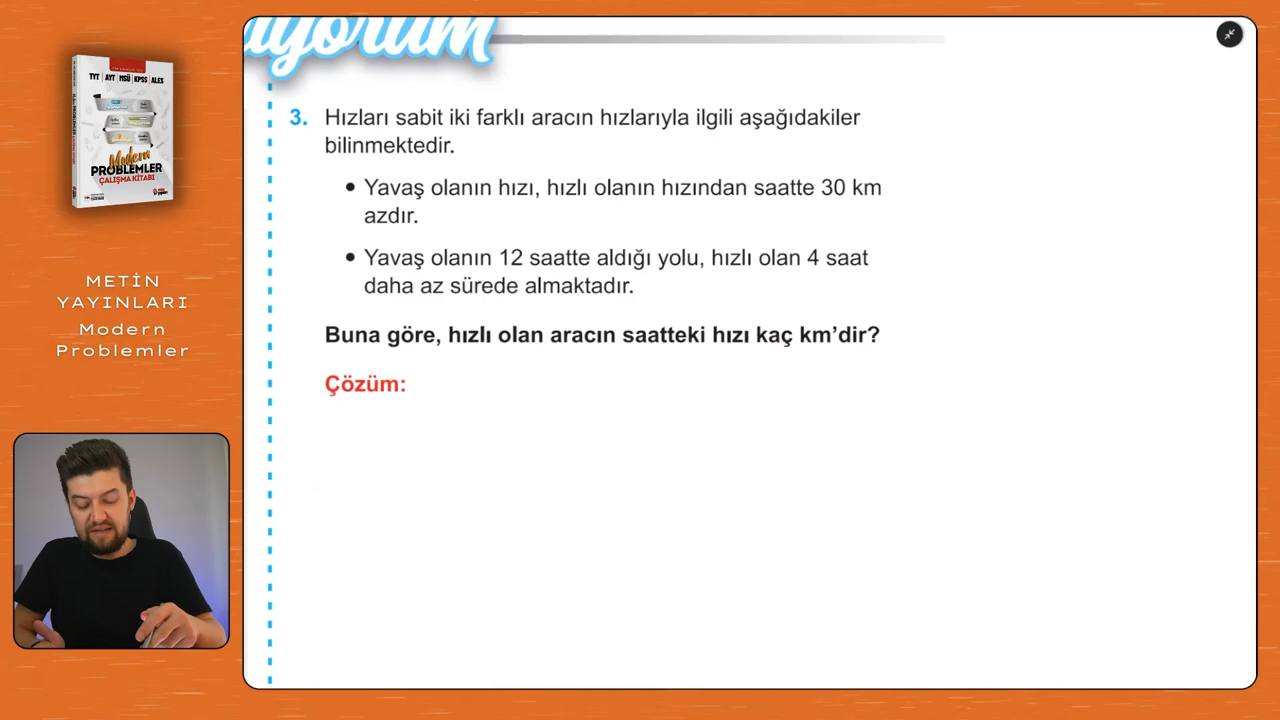 ıyorum
TYT AYT MSÜ KPSS ALES
Modern
PROBLEMLER
ÇALIŞMA KİTABI
METİN
YAYINLARI
Modern
Problemler
3. Hızları sabit iki farklı aracın hızlarıyla ilgili aşağıdakiler
bilinmektedir.
• Yavaş olanın hızı, hızlı olanın hızından saatte 30 km
azdır.
• Yavaş olanın 12 saatte aldığı yolu, hızlı olan 4 saat
daha az sürede almaktadır.
Buna göre, hızlı olan aracın saatteki hızı kaç km’dir?
Çözüm: